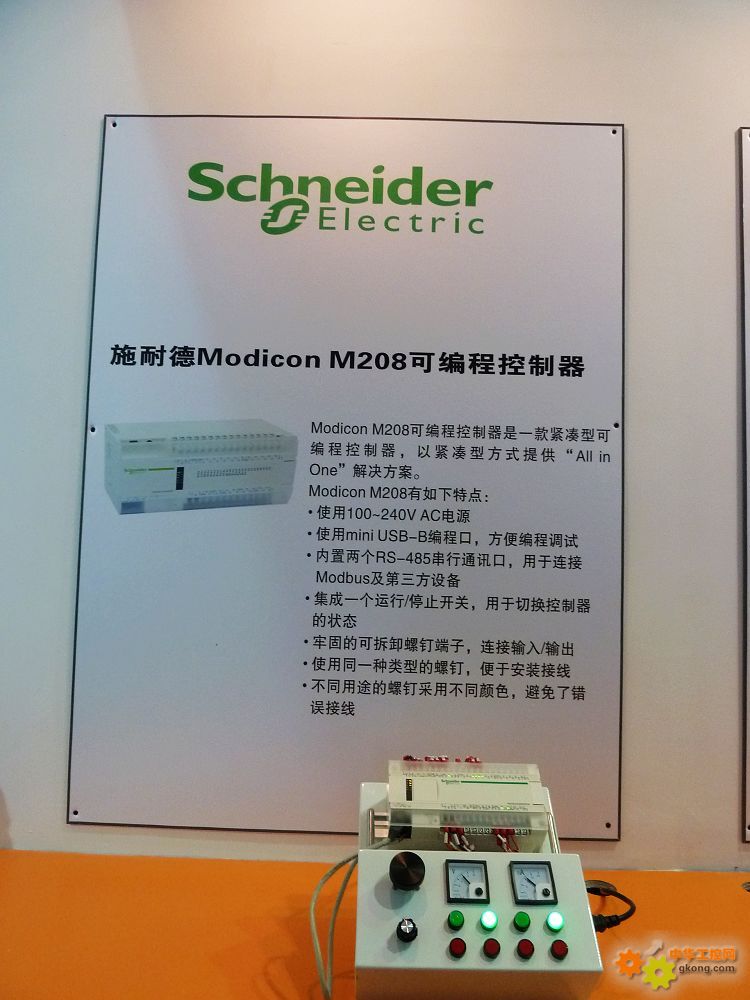 Schneider
Electric
施耐德Modicon M208可编程控制器
Modicon M208可编程控制器是一款紧凑型可
编程控制器，以紧凑型方式提供“All in
One”解决方案。
Modicon M208有如下特点：
• 使用100~240V AC电源
• 使用mini USB-B编程口，方便编程调试
• 内置两个RS-485串行通讯口，用于连接
Modbus及第三方设备
• 集成一个运行/停止开关，用于切换控制器
的状态
• 牢固的可拆卸螺钉端子，连接输入/输出
• 使用同一种类型的螺钉，便于安装接线
• 不同用途的螺钉采用不同颜色，避免了错
误接线
Schneider
Schneider
中华工控网
gkong.com